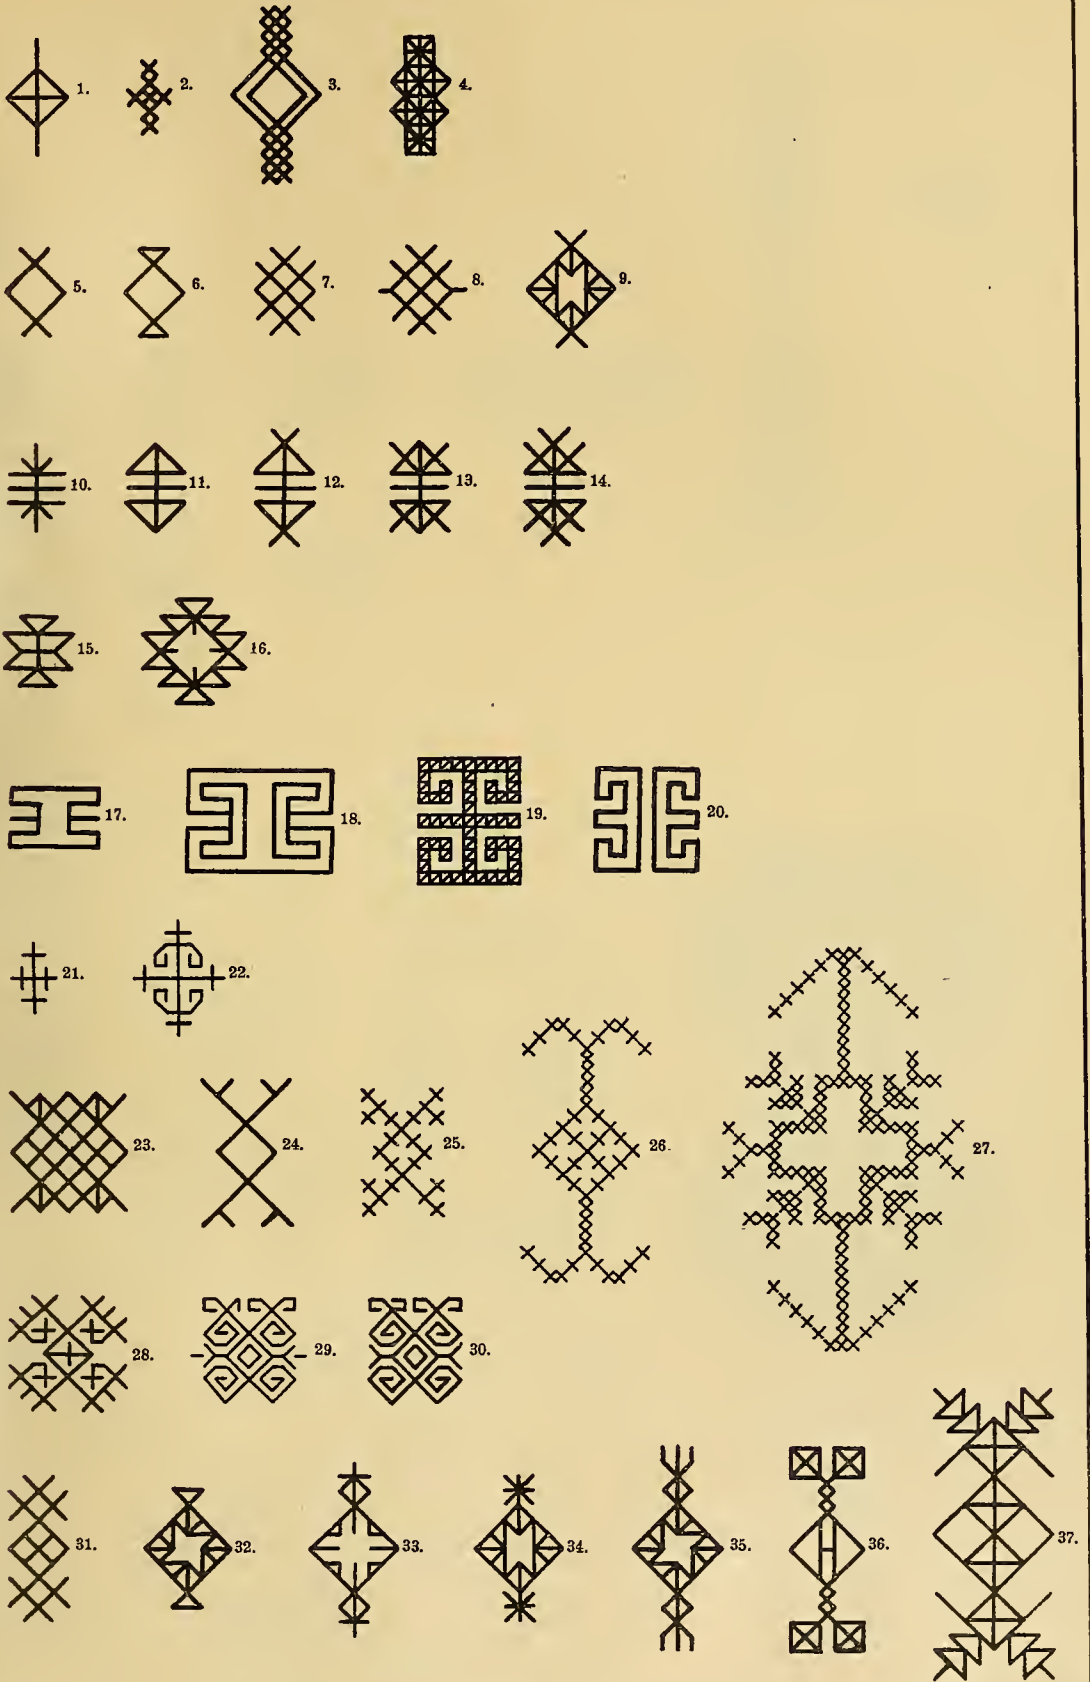 1. 2. 3. 4.
5. 6. 7. 8. 9.
10. 11. 12. 13. 14.
15. 16.
17. 18. 19. 20.
21. 22.
23. 24. 25. 26. 27.
28. 29. 30.
31. 32. 33. 34. 35. 36. 37.